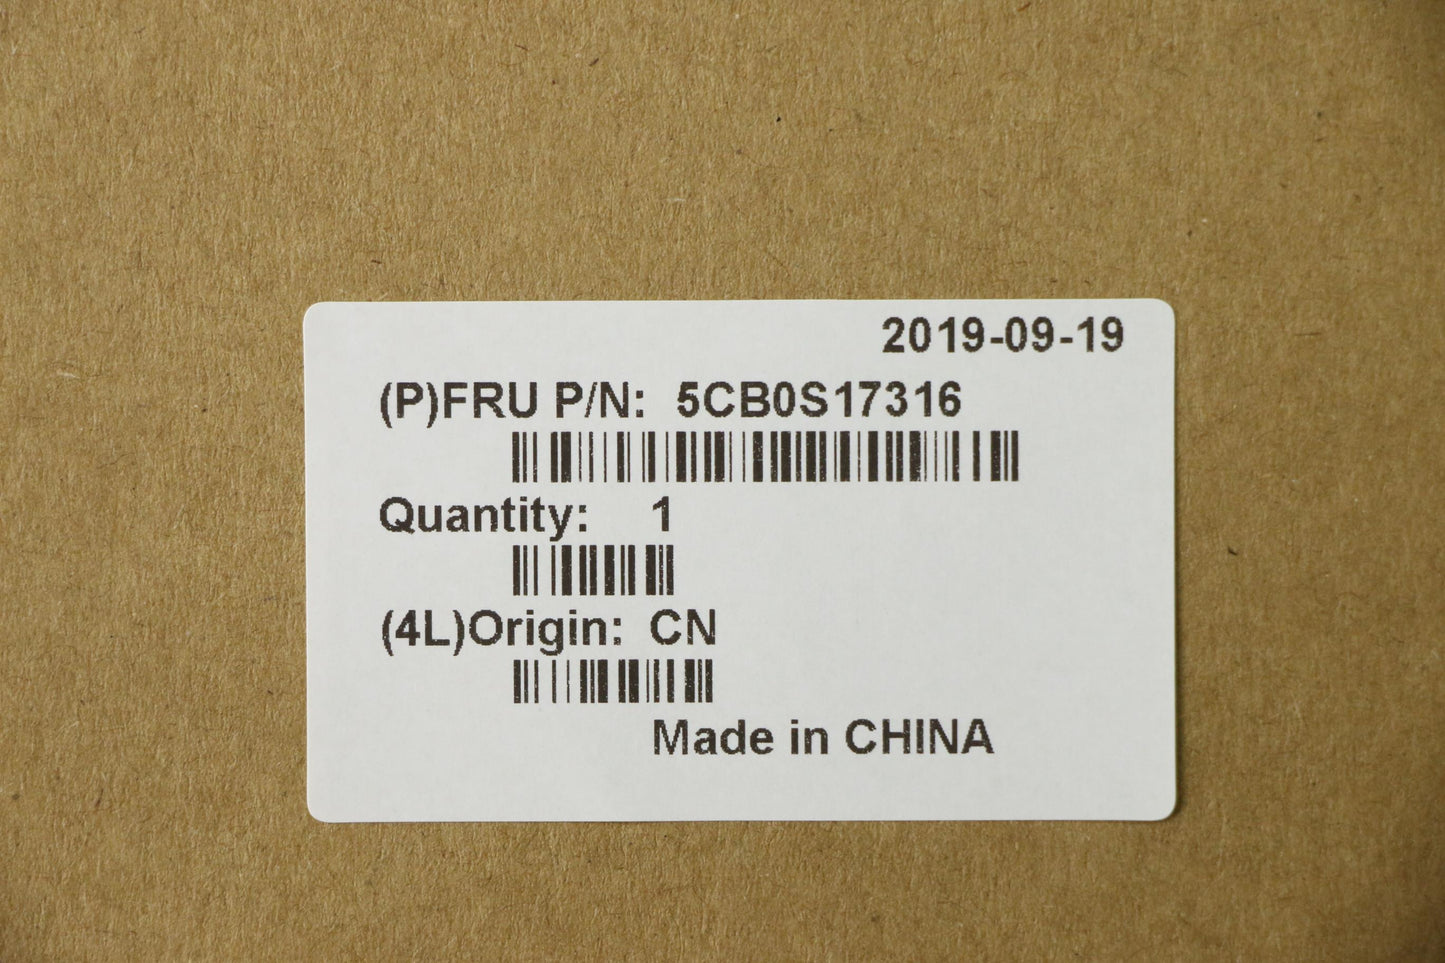 2019-09-19
(P)FRU P/N: 5CB0S17316
Quantity: 1
(4L)Origin: CN
Made in CHINA